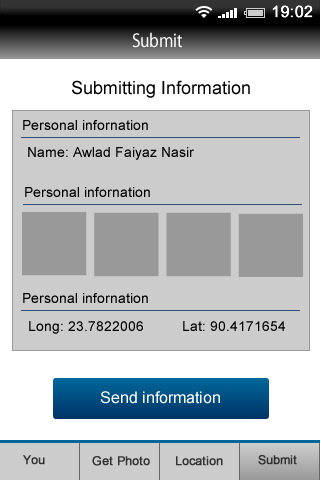 19:02
Submit
Submitting Information
Personal infornation
Name: Awlad Faiyaz Nasir
Personal infornation
Personal infornation
Long: 23.7822006 Lat: 90.4171654
Send information
You Get Photo Location Submit